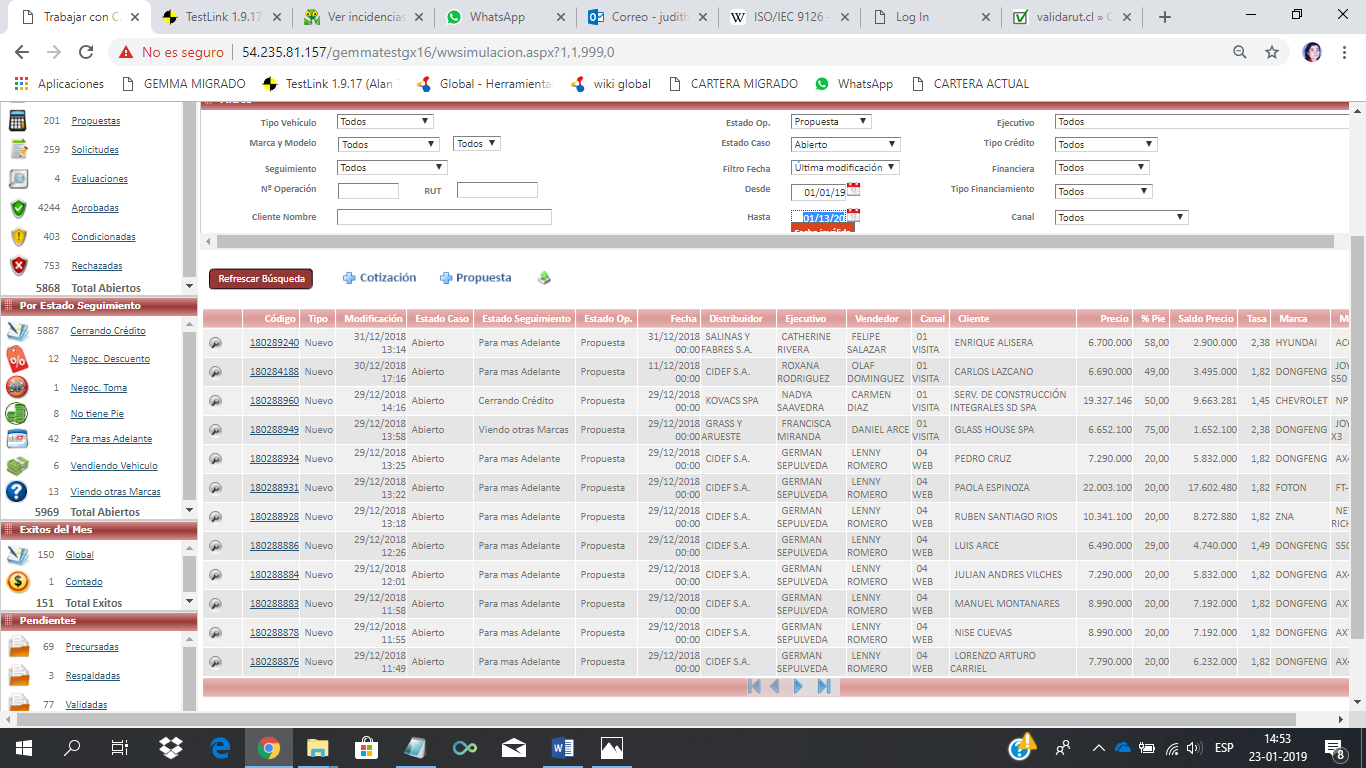 Trabajar con C
TestLink 1.9.17
Ver incidencias
WhatsApp
Correo - judith
ISO/IEC 9126 -
Log In
validarut.cl » C
No es seguro | 54.235.81.157/gemmatestgx16/wwsimulacion.aspx?1,1,999,0
Aplicaciones GEMMA MIGRADO TestLink 1.9.17 (Alan Global - Herramienta wiki global CARTERA MIGRADO WhatsApp CARTERA ACTUAL
201 Propuestas
259 Solicitudes
4 Evaluaciones
4244 Aprobadas
403 Condicionadas
753 Rechazadas
5868 Total Abiertos
Por Estado Seguimiento
5887 Cerrando Crédito
12 Negoc. Descuento
1 Negoc. Toma
8 No tiene Pie
42 Para mas Adelante
6 Vendiendo Vehiculo
13 Viendo otras Marcas
5969 Total Abiertos
Exitos del Mes
150 Global
1 Contado
151 Total Exitos
Pendientes
69 Precursadas
3 Respaldadas
77 Validadas
Tipo Vehículo Todos Estado Op. Propuesta Ejecutivo Todos
Marca y Modelo Todos Todos Estado Caso Abierto Tipo Crédito Todos
Seguimiento Todos Filtro Fecha Última modificación Financiera Todos
Nº Operación RUT Desde 01/01/19 Tipo Financiamiento Todos
Cliente Nombre Hasta 01/13/20 Canal Todos
Refrescar Búsqueda Cotización Propuesta
Código Tipo Modificación Estado Caso Estado Seguimiento Estado Op. Fecha Distribuidor Ejecutivo Vendedor Canal Cliente Precio % Pie Saldo Precio Tasa Marca M
180289240 Nuevo 31/12/2018 13:14 Abierto Para mas Adelante Propuesta 31/12/2018 00:00 SALINAS Y FABRES S.A. CATHERINE RIVERA FELIPE SALAZAR 01 VISITA ENRIQUE ALISERA 6.700.000 58,00 2.900.000 2,38 HYUNDAI AC
180284188 Nuevo 30/12/2018 17:16 Abierto Para mas Adelante Propuesta 11/12/2018 00:00 CIDEF S.A. ROXANA RODRIGUEZ OLAF DOMINGUEZ 01 VISITA CARLOS LAZCANO 6.690.000 49,00 3.495.000 1,82 DONGFENG JOY S50
180288960 Nuevo 29/12/2018 14:16 Abierto Cerrando Crédito Propuesta 29/12/2018 00:00 KOVACS SPA NADYA SAAVEDRA CARMEN DIAZ 01 VISITA SERV. DE CONSTRUCCIÓN INTEGRALES SD SPA 19.327.146 50,00 9.663.281 1,45 CHEVROLET NP
180288949 Nuevo 29/12/2018 13:58 Abierto Viendo otras Marcas Propuesta 29/12/2018 00:00 GRASS Y ARUESTE FRANCISCA MIRANDA DANIEL ARCE 01 VISITA GLASS HOUSE SPA 6.652.100 75,00 1.652.100 2,38 DONGFENG JOY X3
180288934 Nuevo 29/12/2018 13:25 Abierto Para mas Adelante Propuesta 29/12/2018 00:00 CIDEF S.A. GERMAN SEPULVEDA LENNY ROMERO 04 WEB PEDRO CRUZ 7.290.000 20,00 5.832.000 1,82 DONGFENG AX4
180288931 Nuevo 29/12/2018 13:22 Abierto Para mas Adelante Propuesta 29/12/2018 00:00 CIDEF S.A. GERMAN SEPULVEDA LENNY ROMERO 04 WEB PAOLA ESPINOZA 22.003.100 20,00 17.602.480 1,82 FOTON FT-
180288928 Nuevo 29/12/2018 13:18 Abierto Para mas Adelante Propuesta 29/12/2018 00:00 CIDEF S.A. GERMAN SEPULVEDA LENNY ROMERO 04 WEB RUBEN SANTIAGO RIOS 10.341.100 20,00 8.272.880 1,82 ZNA NEW RICH
180288886 Nuevo 29/12/2018 12:26 Abierto Para mas Adelante Propuesta 29/12/2018 00:00 CIDEF S.A. GERMAN SEPULVEDA LENNY ROMERO 04 WEB LUIS ARCE 6.490.000 29,00 4.740.000 1,49 DONGFENG S50
180288884 Nuevo 29/12/2018 12:01 Abierto Para mas Adelante Propuesta 29/12/2018 00:00 CIDEF S.A. GERMAN SEPULVEDA LENNY ROMERO 04 WEB JULIAN ANDRES VILCHES 7.290.000 20,00 5.832.000 1,82 DONGFENG AX4
180288883 Nuevo 29/12/2018 11:58 Abierto Para mas Adelante Propuesta 29/12/2018 00:00 CIDEF S.A. GERMAN SEPULVEDA LENNY ROMERO 04 WEB MANUEL MONTANARES 8.990.000 20,00 7.192.000 1,82 DONGFENG AX7
180288878 Nuevo 29/12/2018 11:55 Abierto Para mas Adelante Propuesta 29/12/2018 00:00 CIDEF S.A. GERMAN SEPULVEDA LENNY ROMERO 04 WEB NISE CUEVAS 8.990.000 20,00 7.192.000 1,82 DONGFENG AX7
180288876 Nuevo 29/12/2018 11:49 Abierto Para mas Adelante Propuesta 29/12/2018 00:00 CIDEF S.A. GERMAN SEPULVEDA LENNY ROMERO 04 WEB LORENZO ARTURO CARRIEL 7.790.000 20,00 6.232.000 1,82 DONGFENG AX4
ESP
14:53
23-01-2019
8